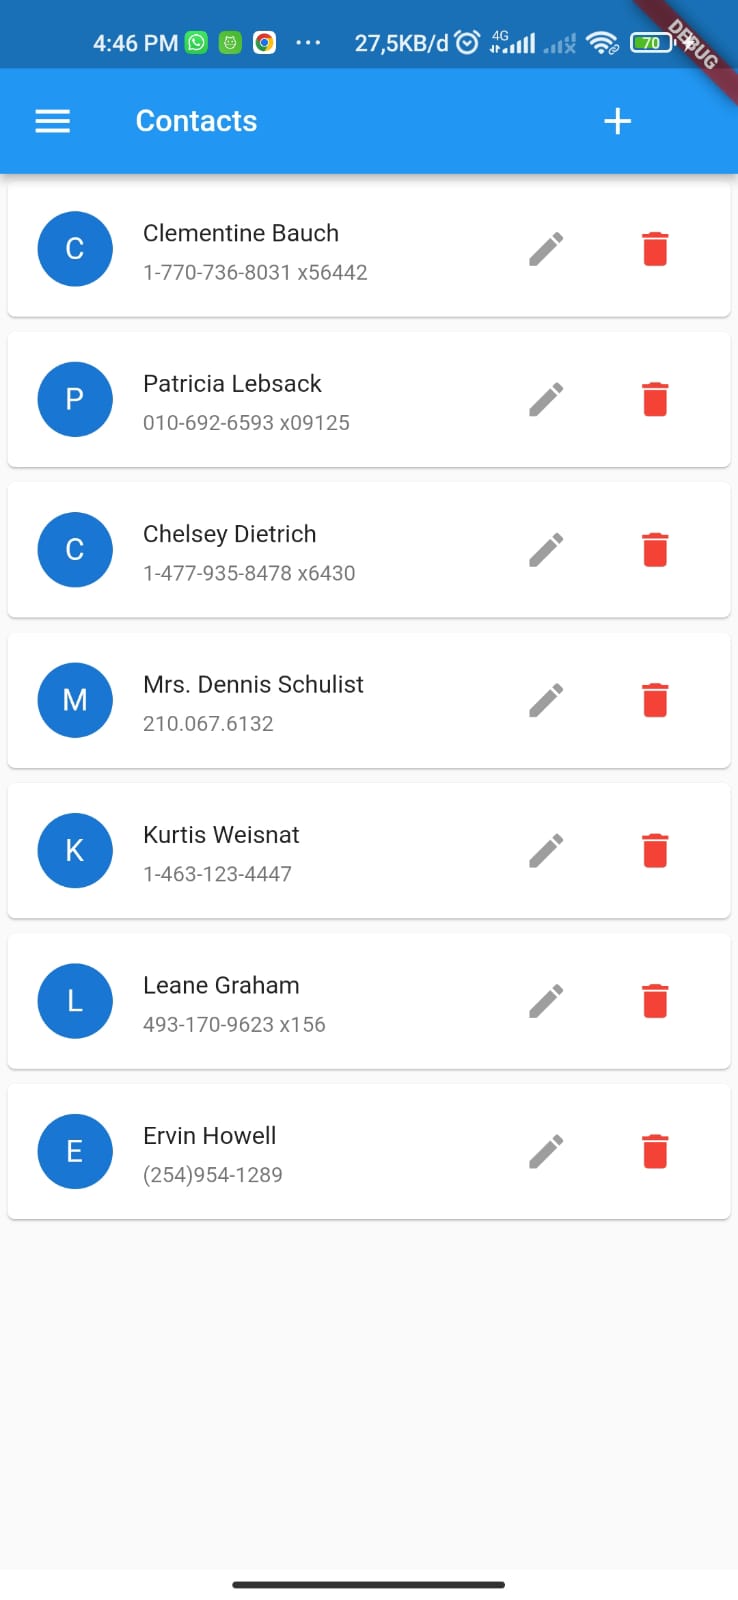 4:46 PM ... 27,5KB/d 4G 70
DEBUG
Contacts
C
Clementine Bauch
1-770-736-8031 x56442
P
Patricia Lebsack
010-692-6593 x09125
C
Chelsey Dietrich
1-477-935-8478 x6430
M
Mrs. Dennis Schulist
210.067.6132
K
Kurtis Weisnat
1-463-123-4447
L
Leane Graham
493-170-9623 x156
E
Ervin Howell
(254)954-1289